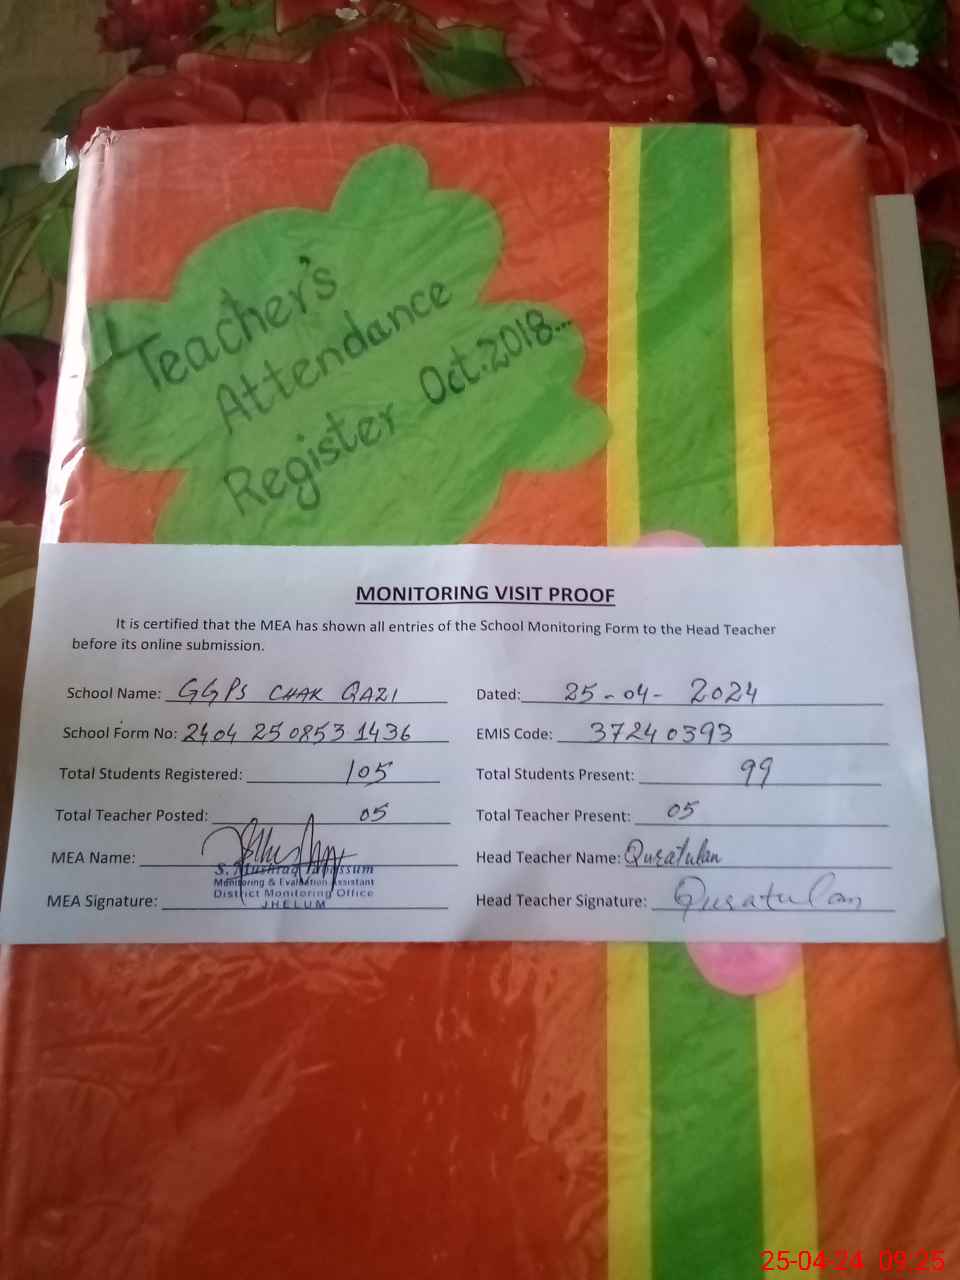 Teacher's
Attendance
Register Oct.2018...
MONITORING VISIT PROOF
It is certified that the MEA has shown all entries of the School Monitoring Form to the Head Teacher
before its online submission.
School Name: GGPS CHAK QAZI Dated: 25-04-2024
School Form No: 2404 25 0853 1436 EMIS Code: 37240393
Total Students Registered: 105 Total Students Present: 99
Total Teacher Posted: 05 Total Teacher Present: 05
MEA Name: Head Teacher Name: Quratulan
S. Mushtaq Tabassum
Monitoring & Evaluation Assistant
District Monitoring Office
JHELUM
MEA Signature: Head Teacher Signature: Quratulan
25-04-24 09:25